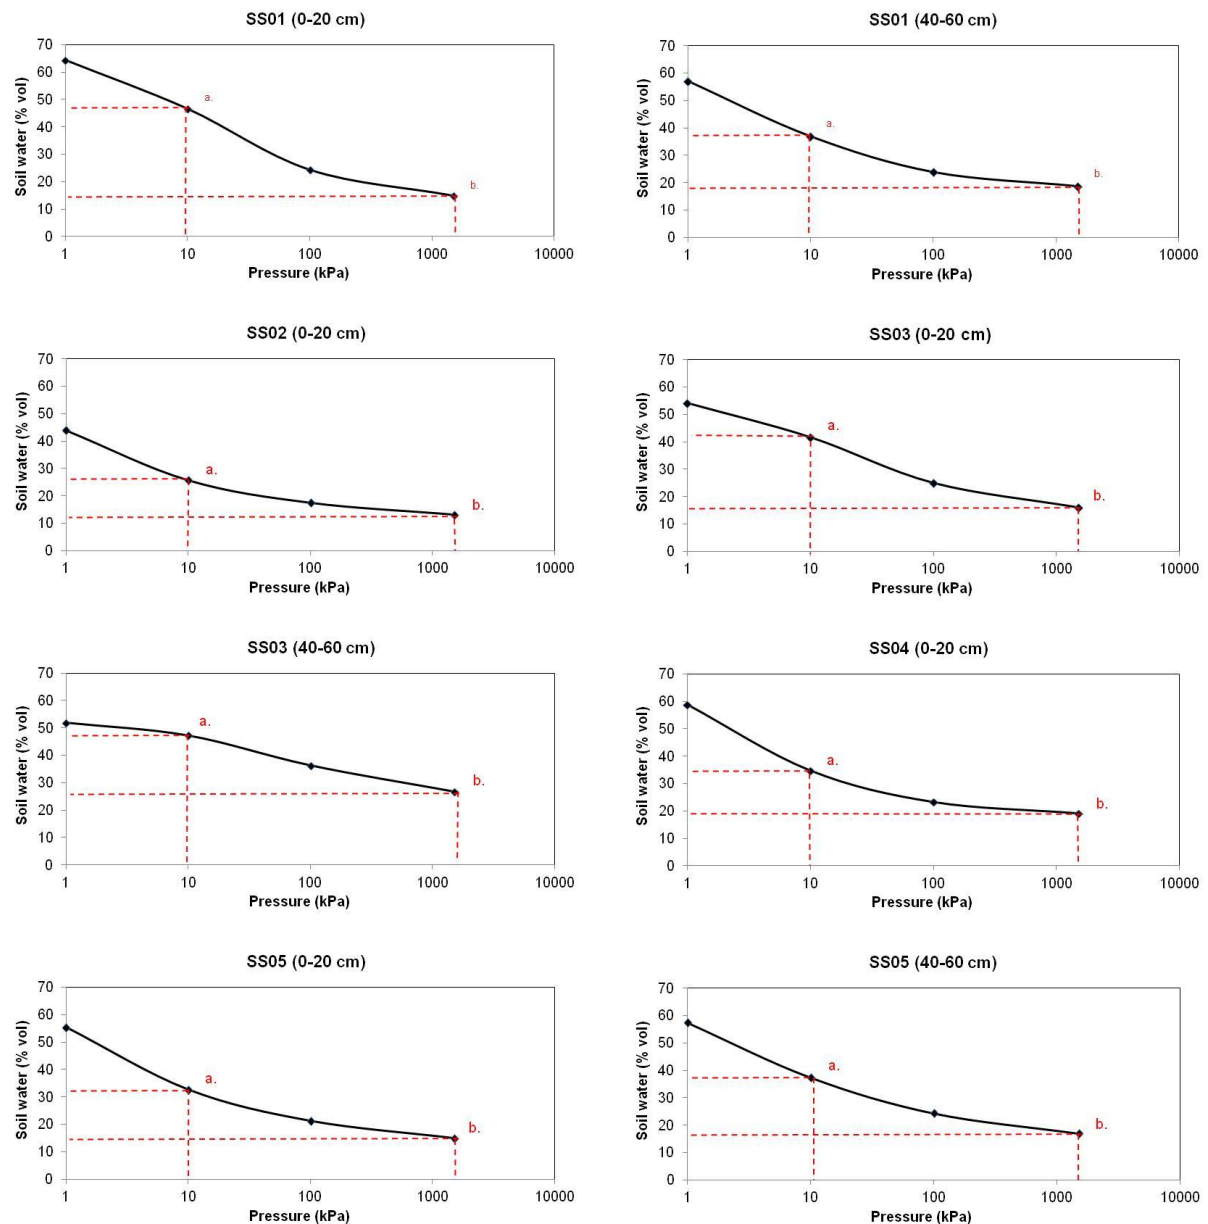 SS01 (0-20 cm)
70
60
50
40
30
20
10
0
Soil water (% vol)
a.
b.
1 10 100 1000 10000
Pressure (kPa)
SS01 (40-60 cm)
70
60
50
40
30
20
10
0
Soil water (% vol)
a.
b.
1 10 100 1000 10000
Pressure (kPa)
SS02 (0-20 cm)
70
60
50
40
30
20
10
0
Soil water (% vol)
a.
b.
1 10 100 1000 10000
Pressure (kPa)
SS03 (0-20 cm)
70
60
50
40
30
20
10
0
Soil water (% vol)
a.
b.
1 10 100 1000 10000
Pressure (kPa)
SS03 (40-60 cm)
70
60
50
40
30
20
10
0
Soil water (% vol)
a.
b.
1 10 100 1000 10000
Pressure (kPa)
SS04 (0-20 cm)
70
60
50
40
30
20
10
0
Soil water (% vol)
a.
b.
1 10 100 1000 10000
Pressure (kPa)
SS05 (0-20 cm)
70
60
50
40
30
20
10
0
Soil water (% vol)
a.
b.
1 10 100 1000 10000
Pressure (kPa)
SS05 (40-60 cm)
70
60
50
40
30
20
10
0
Soil water (% vol)
a.
b.
1 10 100 1000 10000
Pressure (kPa)